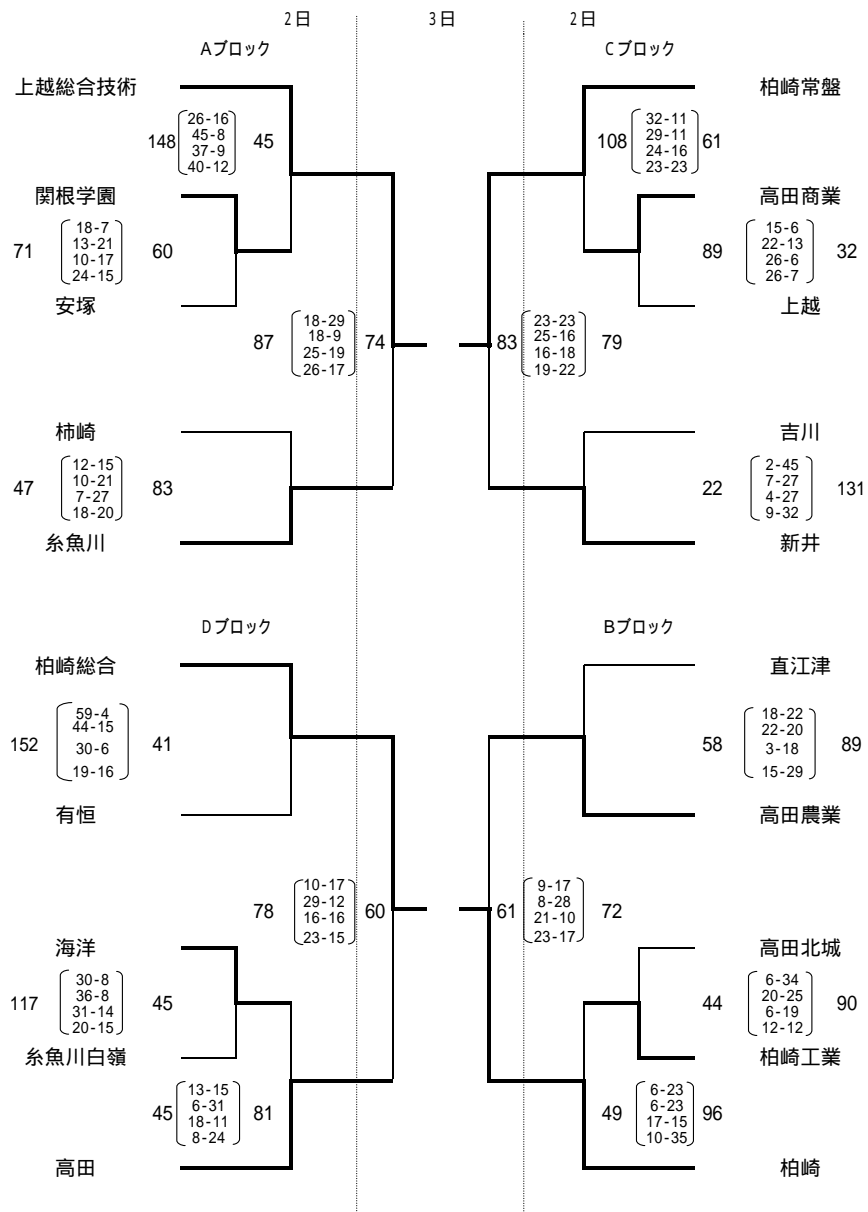 2日 3日 2日
Aブロック Cブロック
上越総合技術 柏崎常盤
148 26-16 45-8 37-9 40-12 45
108 32-11 29-11 24-16 23-23 61
関根学園 高田商業
71 18-7 13-21 10-17 24-15 60
89 15-6 22-13 26-6 26-7 32
安塚 上越
87 18-29 18-9 25-19 26-17 74
83 23-23 25-16 16-18 19-22 79
柿崎 吉川
47 12-15 10-21 7-27 18-20 83
22 2-45 7-27 4-27 9-32 131
糸魚川 新井
Dブロック Bブロック
柏崎総合 直江津
152 59-4 44-15 30-6 19-16 41
58 18-22 22-20 3-18 15-29 89
有恒 高田農業
78 10-17 29-12 16-16 23-15 60
61 9-17 8-28 21-10 23-17 72
海洋 高田北城
117 30-8 36-8 31-14 20-15 45
44 6-34 20-25 6-19 12-12 90
糸魚川白嶺 柏崎工業
45 13-15 6-31 18-11 8-24 81
49 6-23 6-23 17-15 10-35 96
高田 柏崎